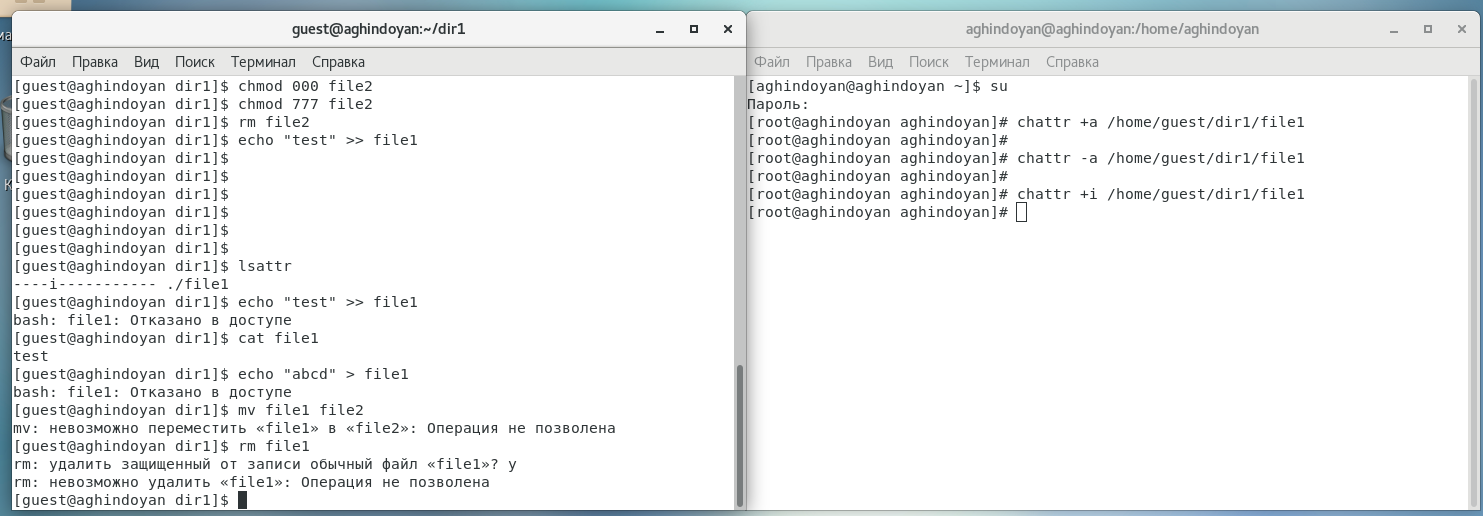 guest@aghindoyan:~/dir1
Файл Правка Вид Поиск Терминал Справка
[guest@aghindoyan dir1]$ chmod 000 file2
[guest@aghindoyan dir1]$ chmod 777 file2
[guest@aghindoyan dir1]$ rm file2
[guest@aghindoyan dir1]$ echo "test" >> file1
[guest@aghindoyan dir1]$
[guest@aghindoyan dir1]$
[guest@aghindoyan dir1]$
[guest@aghindoyan dir1]$
[guest@aghindoyan dir1]$
[guest@aghindoyan dir1]$
[guest@aghindoyan dir1]$ lsattr
----i----------- ./file1
[guest@aghindoyan dir1]$ echo "test" >> file1
bash: file1: Отказано в доступе
[guest@aghindoyan dir1]$ cat file1
test
[guest@aghindoyan dir1]$ echo "abcd" > file1
bash: file1: Отказано в доступе
[guest@aghindoyan dir1]$ mv file1 file2
mv: невозможно переместить «file1» в «file2»: Операция не позволена
[guest@aghindoyan dir1]$ rm file1
rm: удалить защищенный от записи обычный файл «file1»? y
rm: невозможно удалить «file1»: Операция не позволена
[guest@aghindoyan dir1]$
aghindoyan@aghindoyan:/home/aghindoyan
Файл Правка Вид Поиск Терминал Справка
[aghindoyan@aghindoyan ~]$ su
Пароль:
[root@aghindoyan aghindoyan]# chattr +a /home/guest/dir1/file1
[root@aghindoyan aghindoyan]#
[root@aghindoyan aghindoyan]# chattr -a /home/guest/dir1/file1
[root@aghindoyan aghindoyan]#
[root@aghindoyan aghindoyan]# chattr +i /home/guest/dir1/file1
[root@aghindoyan aghindoyan]#